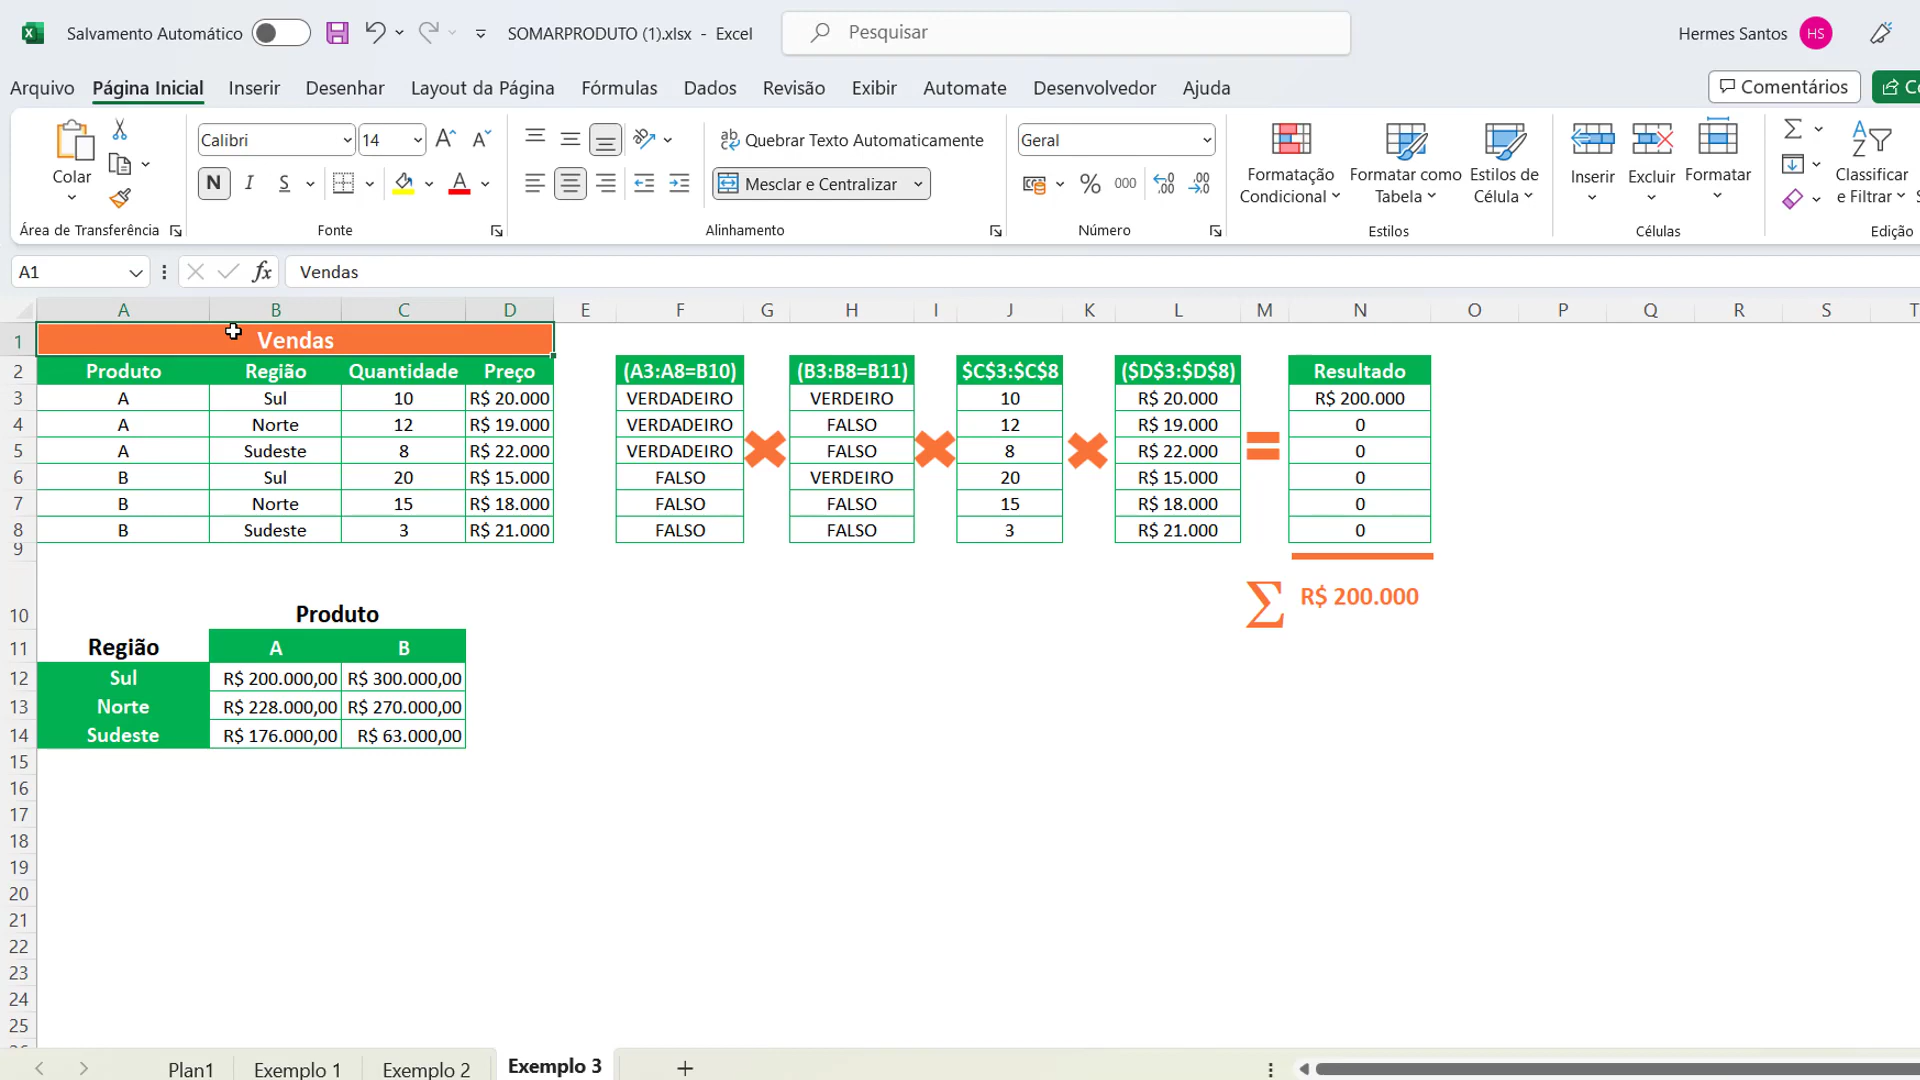 Salvamento Automático SOMARPRODUTO (1).xlsx - Excel Pesquisar Hermes Santos HS
Arquivo Página Inicial Inserir Desenhar Layout da Página Fórmulas Dados Revisão Exibir Automate Desenvolvedor Ajuda Comentários
Calibri 14 Quebrar Texto Automaticamente Geral
Colar N I S Mesclar e Centralizar % 000 Formatação Condicional Formatar como Tabela Estilos de Célula Inserir Excluir Formatar Classificar e Filtrar
Área de Transferência Fonte Alinhamento Número Estilos Células Edição
A1 fx Vendas
A B C D E F G H I J K L M N O P Q R S T
1 Vendas
2 Produto Região Quantidade Preço (A3:A8=B10) (B3:B8=B11) $C$3:$C$8 ($D$3:$D$8) Resultado
3 A Sul 10 R$ 20.000 VERDADEIRO VERDEIRO 10 R$ 20.000 R$ 200.000
4 A Norte 12 R$ 19.000 VERDADEIRO FALSO 12 R$ 19.000 0
5 A Sudeste 8 R$ 22.000 VERDADEIRO FALSO 8 R$ 22.000 0
6 B Sul 20 R$ 15.000 FALSO VERDEIRO 20 R$ 15.000 0
7 B Norte 15 R$ 18.000 FALSO FALSO 15 R$ 18.000 0
8 B Sudeste 3 R$ 21.000 FALSO FALSO 3 R$ 21.000 0
9
Σ R$ 200.000
10 Produto
11 Região A B
12 Sul R$ 200.000,00 R$ 300.000,00
13 Norte R$ 228.000,00 R$ 270.000,00
14 Sudeste R$ 176.000,00 R$ 63.000,00
15
16
17
18
19
20
21
22
23
24
25
Plan1 Exemplo 1 Exemplo 2 Exemplo 3 +